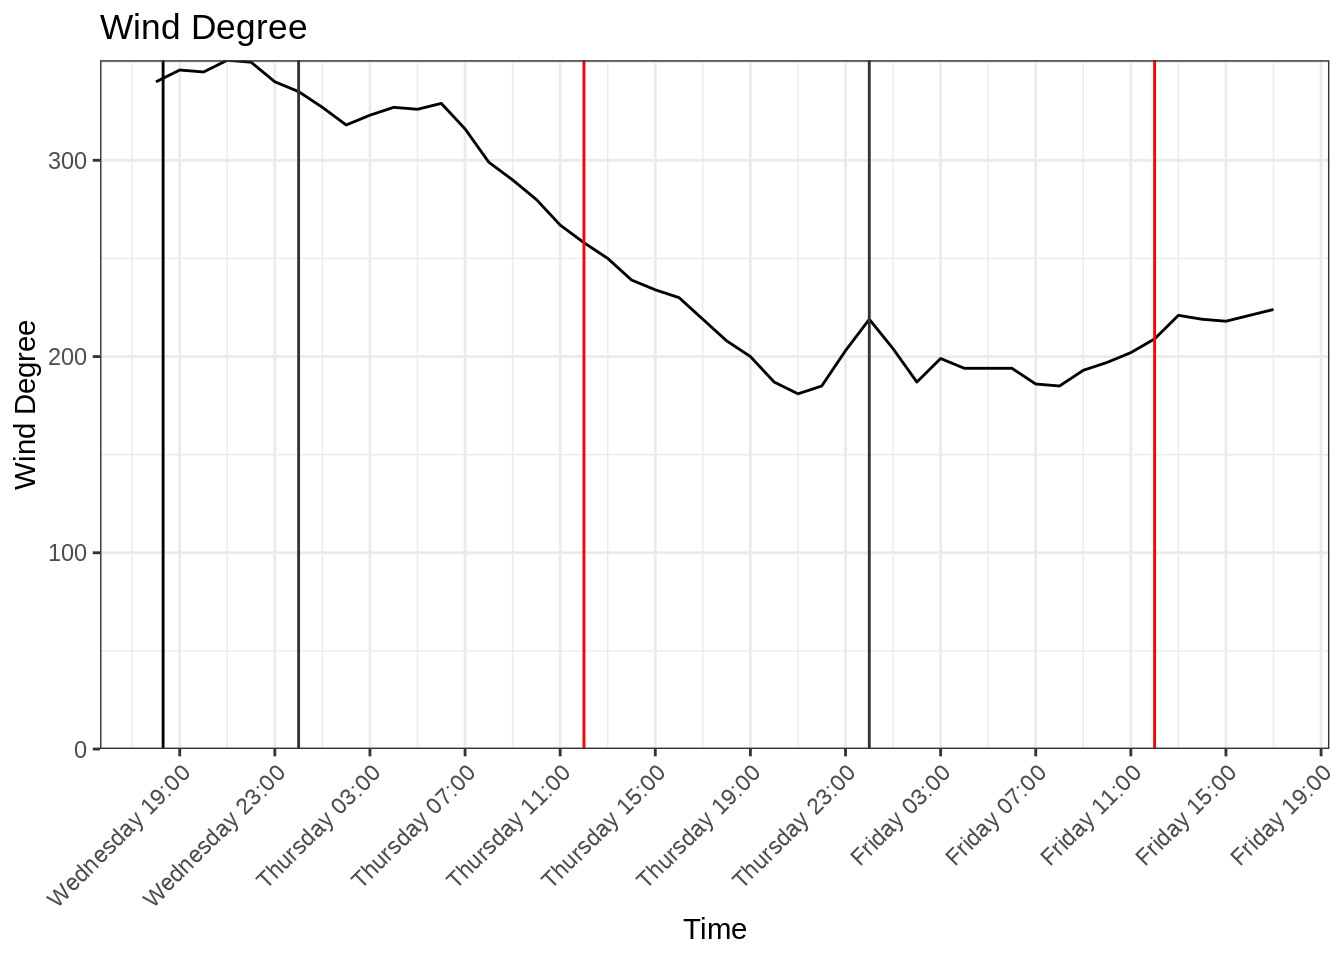 Wind Degree
Wind Degree
300
200
100
0
Wednesday 19:00
Wednesday 23:00
Thursday 03:00
Thursday 07:00
Thursday 11:00
Thursday 15:00
Thursday 19:00
Thursday 23:00
Friday 03:00
Friday 07:00
Friday 11:00
Friday 15:00
Friday 19:00
Time